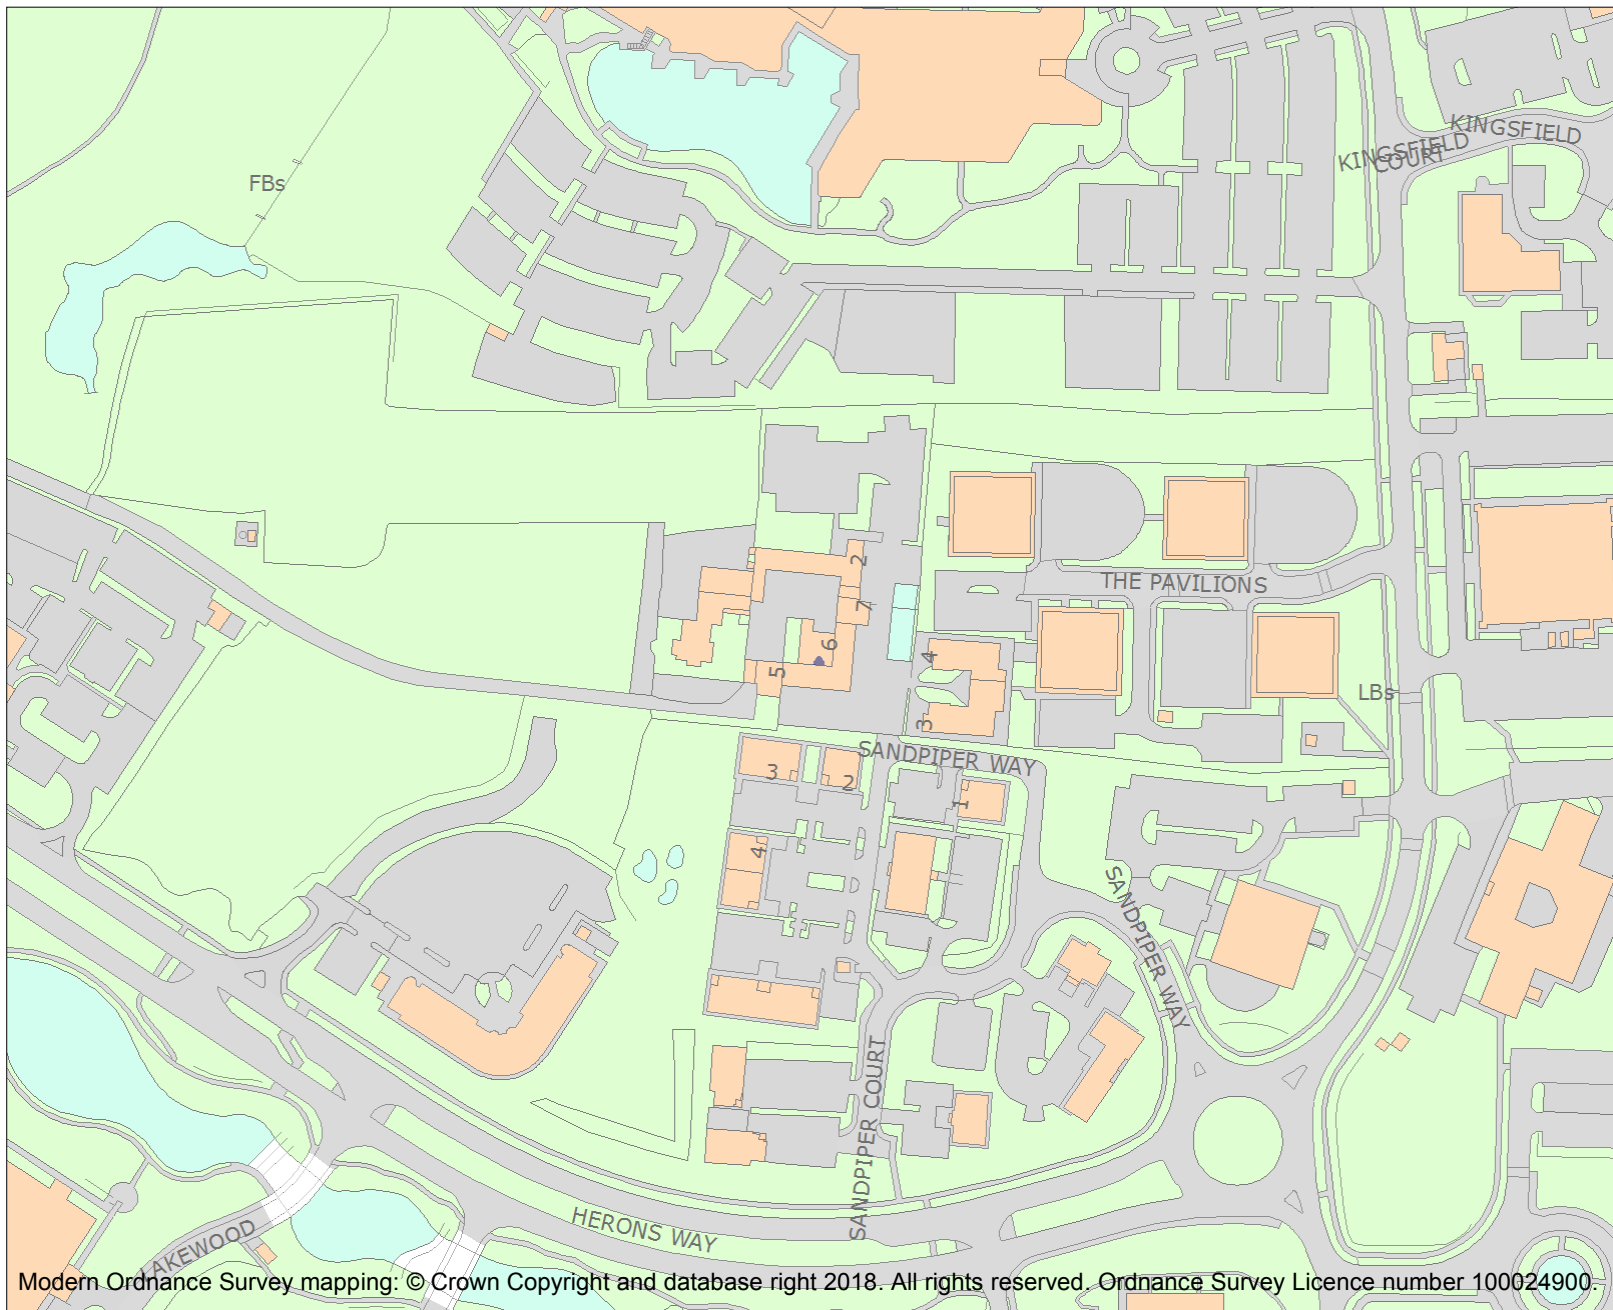 KINGSFIELD
KINGSFIELD
COURT
FBs
2
THE PAVILIONS
7
6
4
5
LBs
3
SANDPIPER WAY
3
2
1
4
SANDPIPER WAY
SANDPIPER COURT
HERONS WAY
LAKEWOOD
Modern Ordnance Survey mapping: © Crown Copyright and database right 2018. All rights reserved. Ordnance Survey Licence number 100024900.